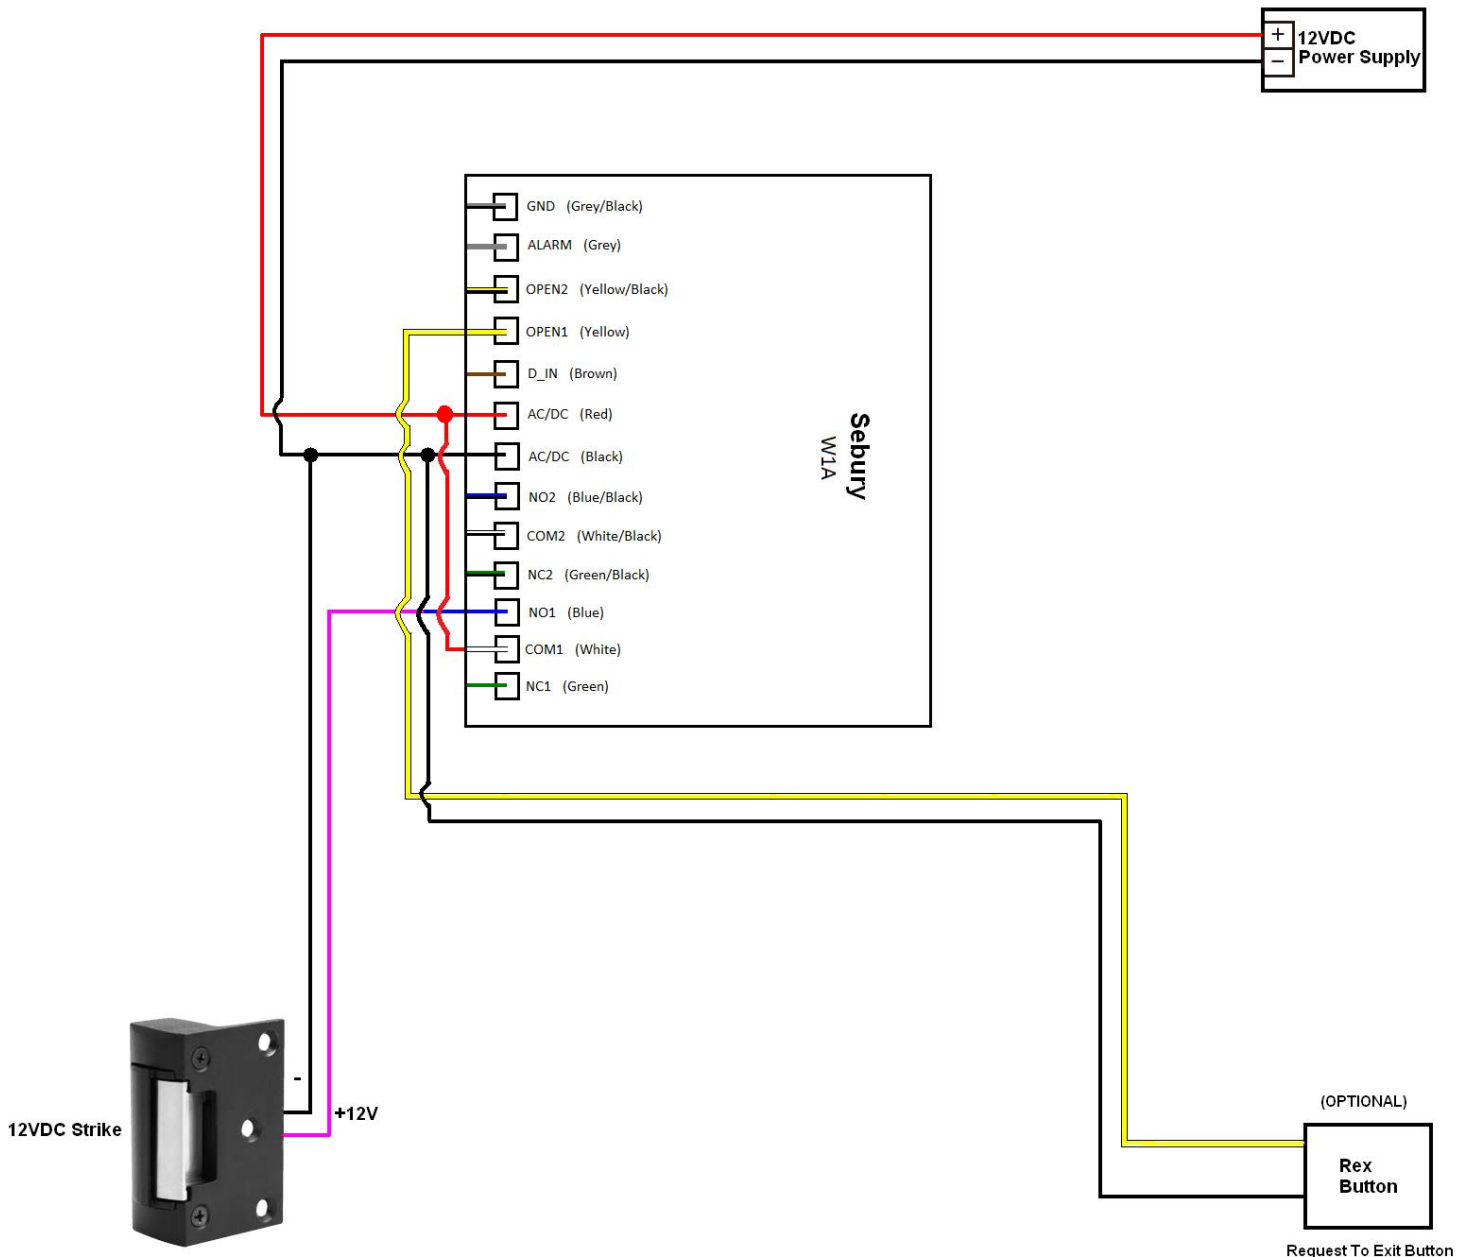 + 12VDC
− Power Supply
GND (Grey/Black)
ALARM (Grey)
OPEN2 (Yellow/Black)
OPEN1 (Yellow)
D_IN (Brown)
AC/DC (Red)
AC/DC (Black)
NO2 (Blue/Black)
COM2 (White/Black)
NC2 (Green/Black)
NO1 (Blue)
COM1 (White)
NC1 (Green)
Sebury
W1A
-
+12V
12VDC Strike
(OPTIONAL)
Rex
Button
Request To Exit Button